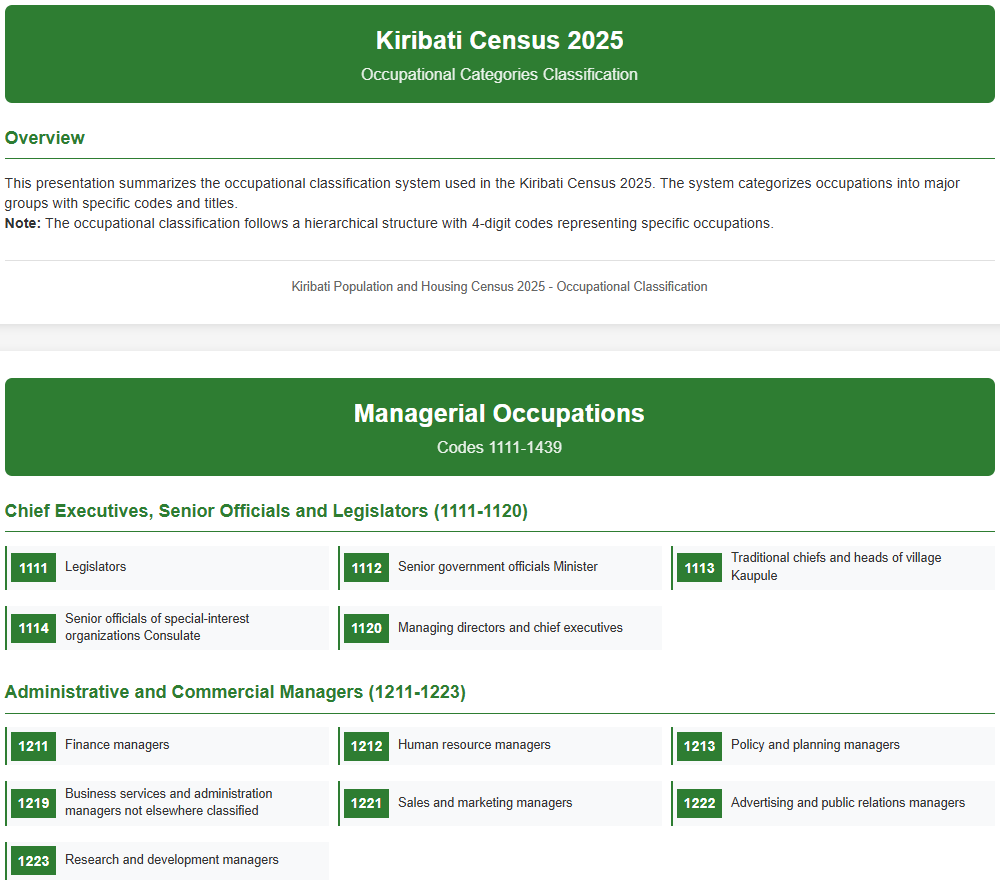 Kiribati Census 2025
Occupational Categories Classification
Overview
This presentation summarizes the occupational classification system used in the Kiribati Census 2025. The system categorizes occupations into major
groups with specific codes and titles.
Note: The occupational classification follows a hierarchical structure with 4-digit codes representing specific occupations.
Kiribati Population and Housing Census 2025 - Occupational Classification
Managerial Occupations
Codes 1111-1439
Chief Executives, Senior Officials and Legislators (1111-1120)
1111 Legislators
1112 Senior government officials Minister
1113 Traditional chiefs and heads of village
Kaupule
1114 Senior officials of special-interest
organizations Consulate
1120 Managing directors and chief executives
Administrative and Commercial Managers (1211-1223)
1211 Finance managers
1212 Human resource managers
1213 Policy and planning managers
1219 Business services and administration
managers not elsewhere classified
1221 Sales and marketing managers
1222 Advertising and public relations managers
1223 Research and development managers